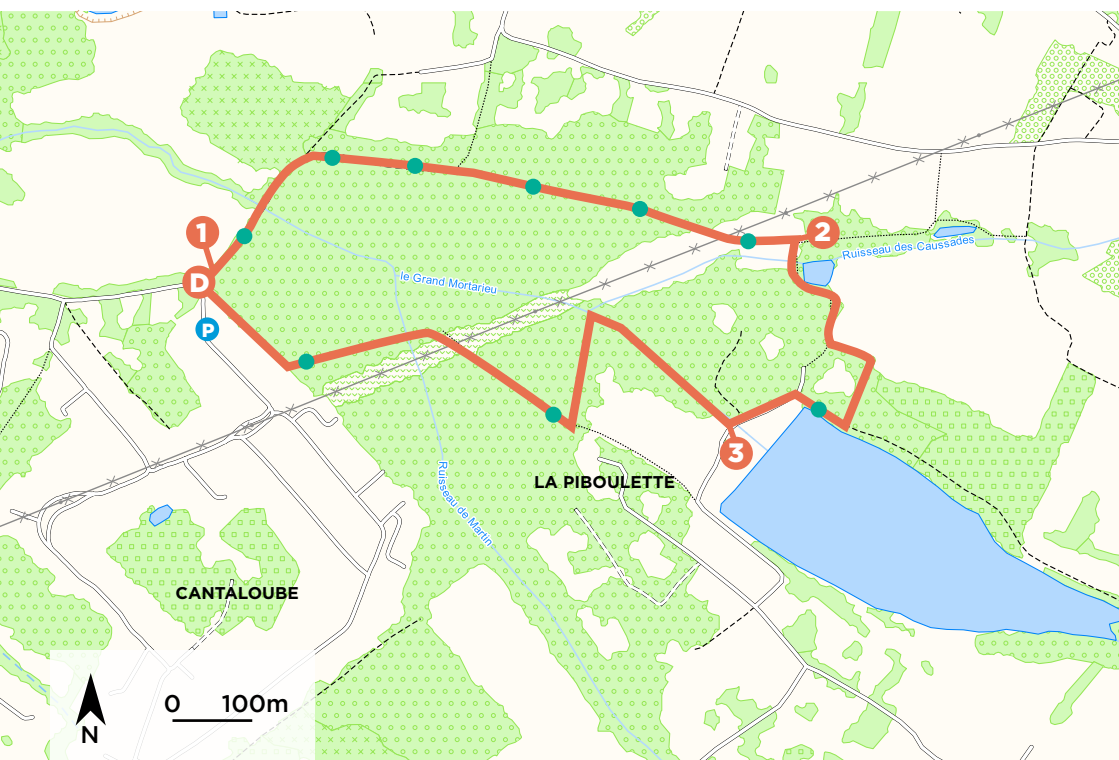 1
2
D
Ruisseau des Caussades
le Grand Mortarieu
P
3
Ruisseau de Martin
LA PIBOULETTE
CANTALOUBE
0 100m
N